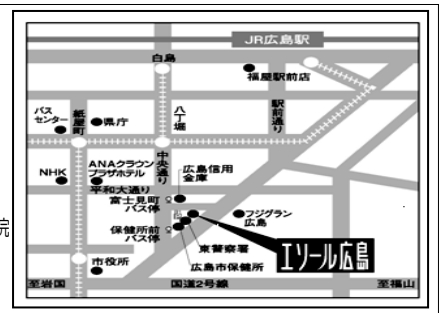 JR広島駅
白島
福屋駅前店
バス
センター
紙屋町
県庁
八丁堀
駅前通り
NHK
ANAクラウン
プラザホテル
中央通り
広島信用
金庫
平和大通り
富士見町
バス停
フジグラン
広島
保健所前
バス停
東警察署
エソール広島
広島市保健所
市役所
至岩国
国道2号線
至福山
院